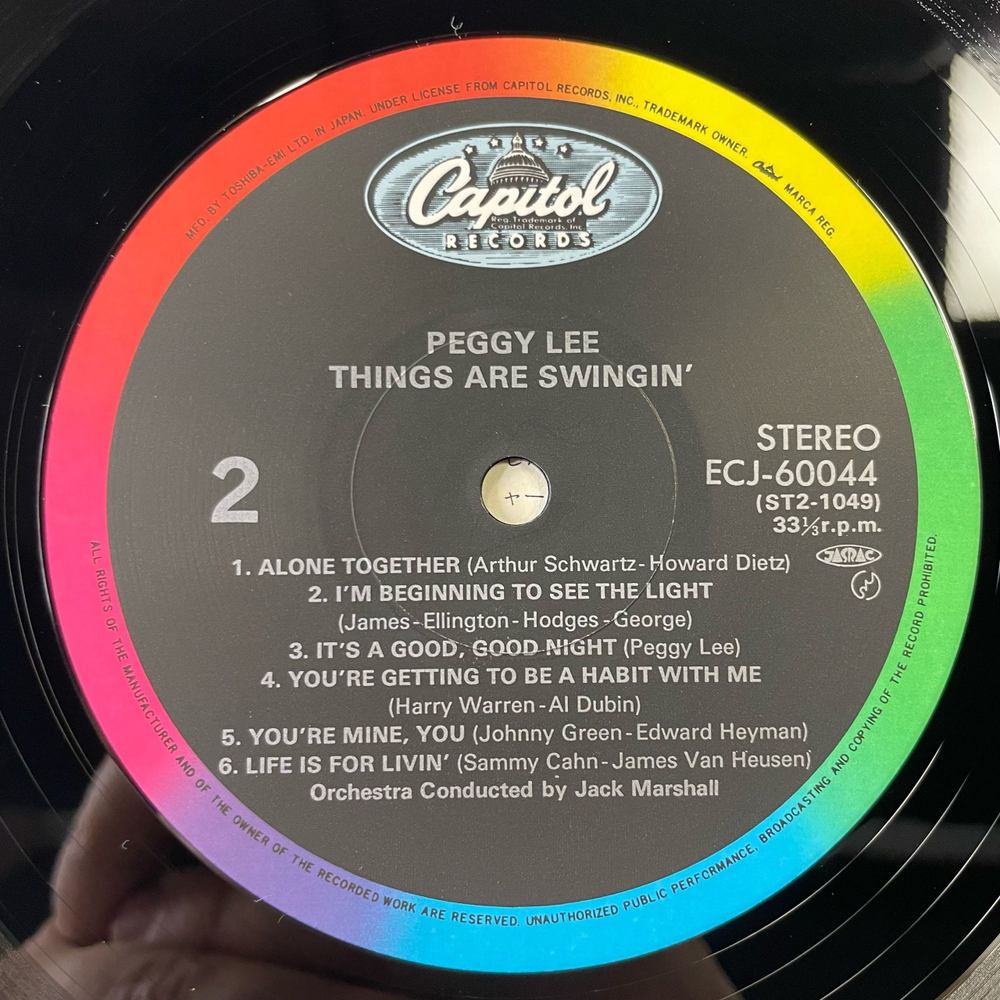 MFD. BY TOSHIBA-EMI LTD. IN JAPAN, UNDER LICENSE FROM CAPITOL RECORDS, INC., TRADEMARK OWNER. Capitol MARCA REG.
Capitol
Reg. Trademark of
Capitol Records, Inc.
RECORDS
PEGGY LEE
THINGS ARE SWINGIN’
STEREO
2
ECJ-60044
(ST2-1049)
33⅓r.p.m.
JASRAC
1. ALONE TOGETHER (Arthur Schwartz-Howard Dietz)
2. I’M BEGINNING TO SEE THE LIGHT
(James-Ellington-Hodges-George)
3. IT’S A GOOD, GOOD NIGHT (Peggy Lee)
4. YOU’RE GETTING TO BE A HABIT WITH ME
(Harry Warren-Al Dubin)
5. YOU’RE MINE, YOU (Johnny Green-Edward Heyman)
6. LIFE IS FOR LIVIN’ (Sammy Cahn-James Van Heusen)
Orchestra Conducted by Jack Marshall
ALL RIGHTS OF THE MANUFACTURER AND OF THE OWNER OF THE RECORDED WORK ARE RESERVED. UNAUTHORIZED PUBLIC PERFORMANCE, BROADCASTING AND COPYING OF THE RECORD PROHIBITED.